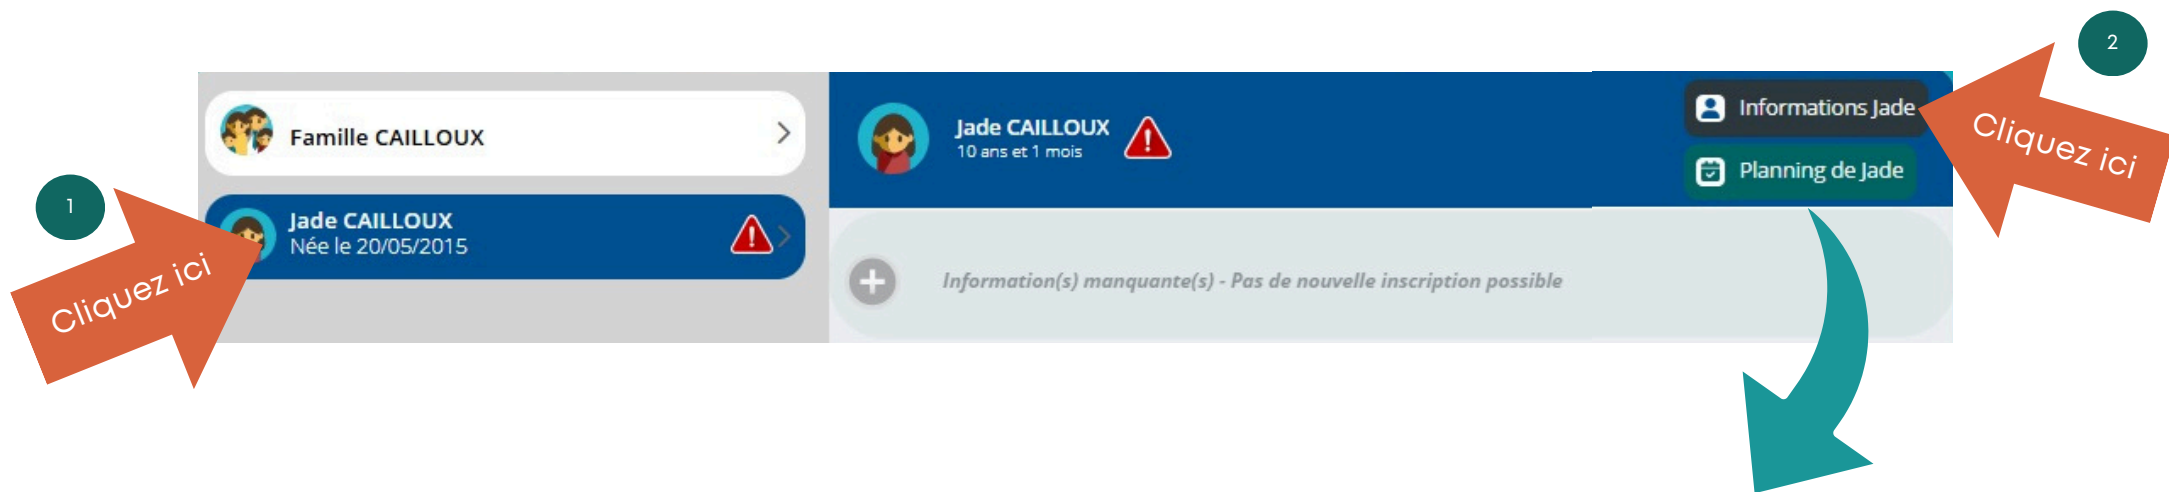 1
Cliquez ici
Famille CAILLOUX
Jade CAILLOUX
Née le 20/05/2015
Jade CAILLOUX
10 ans et 1 mois
Informations Jade
Planning de Jade
2
Cliquez ici
Information(s) manquante(s) - Pas de nouvelle inscription possible